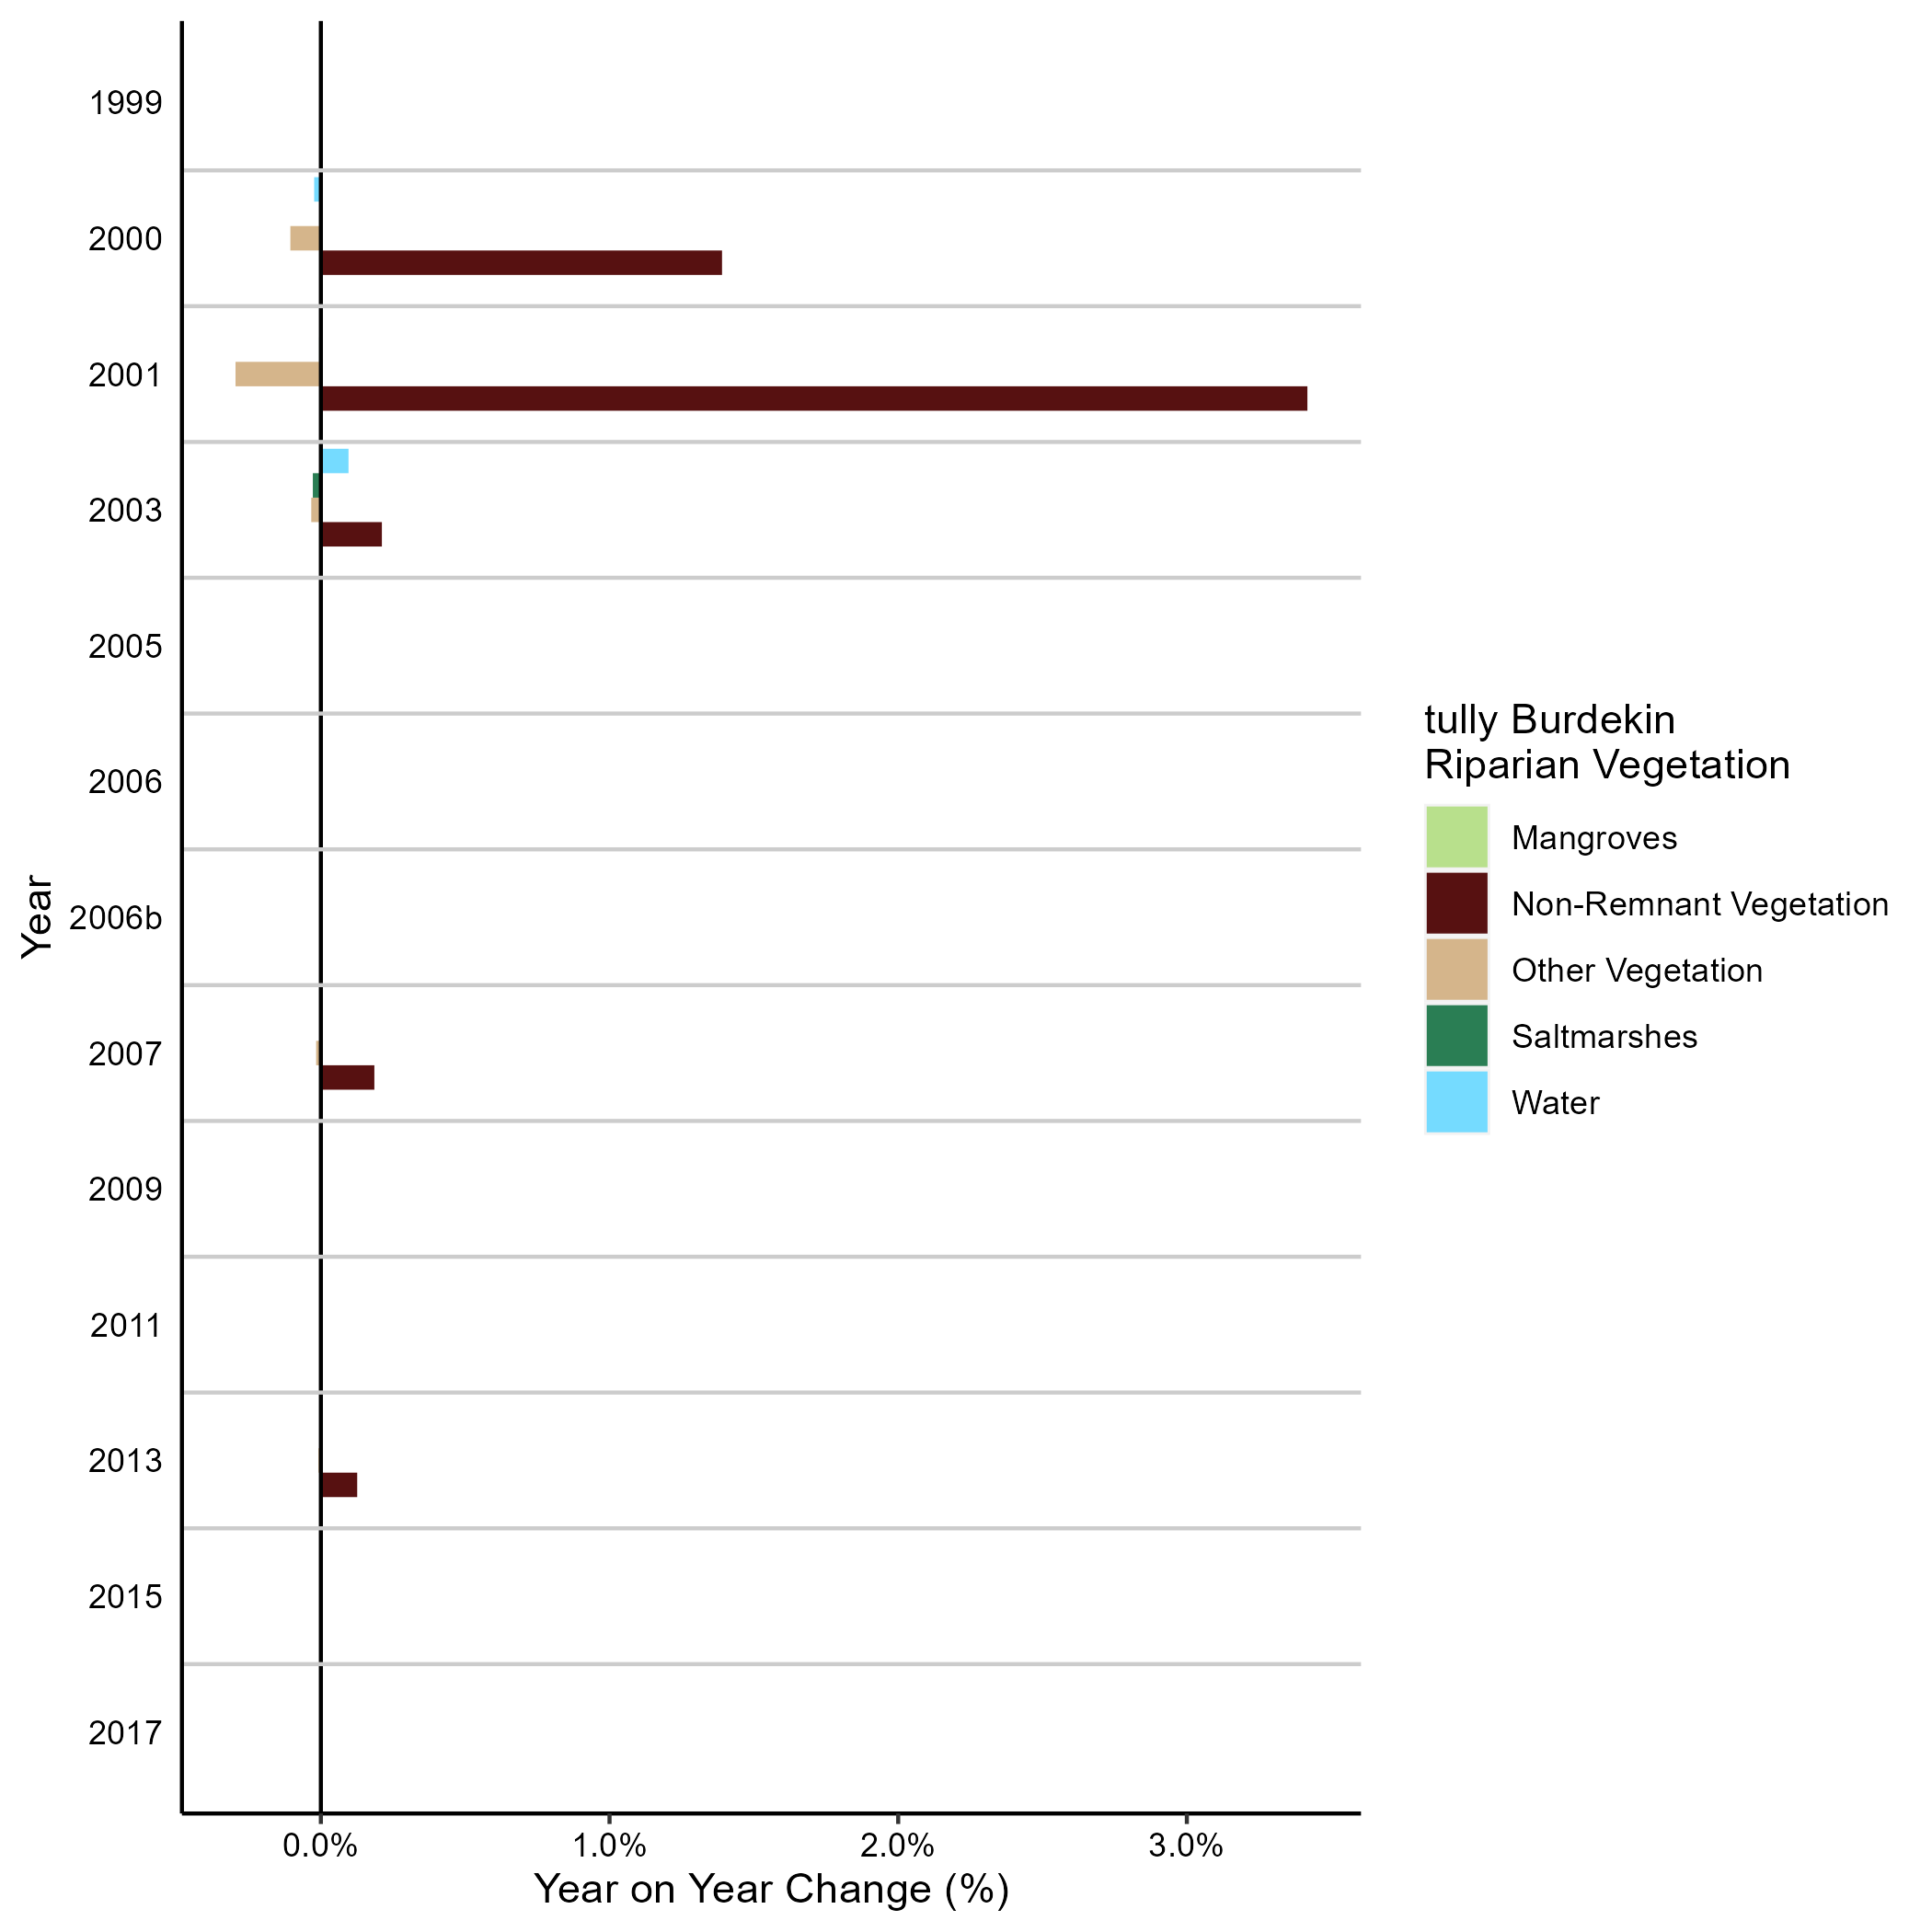 1999
2000
2001
2003
2005
2006
2006b
2007
2009
2011
2013
2015
2017
Year
0.0%
1.0%
2.0%
3.0%
Year on Year Change (%)
tully Burdekin
Riparian Vegetation
Mangroves
Non-Remnant Vegetation
Other Vegetation
Saltmarshes
Water